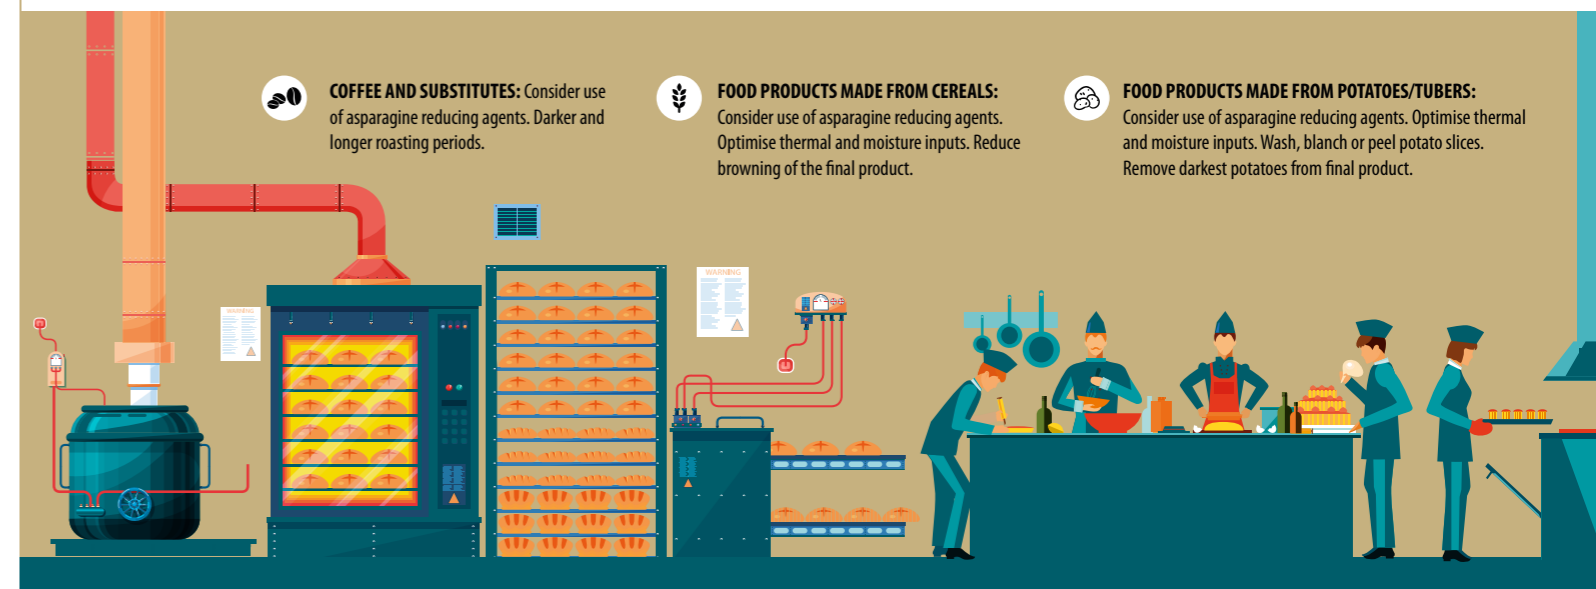 COFFEE AND SUBSTITUTES: Consider use
of asparagine reducing agents. Darker and
longer roasting periods.
FOOD PRODUCTS MADE FROM CEREALS:
Consider use of asparagine reducing agents.
Optimise thermal and moisture inputs. Reduce
browning of the final product.
FOOD PRODUCTS MADE FROM POTATOES/TUBERS:
Consider use of asparagine reducing agents. Optimise thermal
and moisture inputs. Wash, blanch or peel potato slices.
Remove darkest potatoes from final product.
WARNING
WARNING